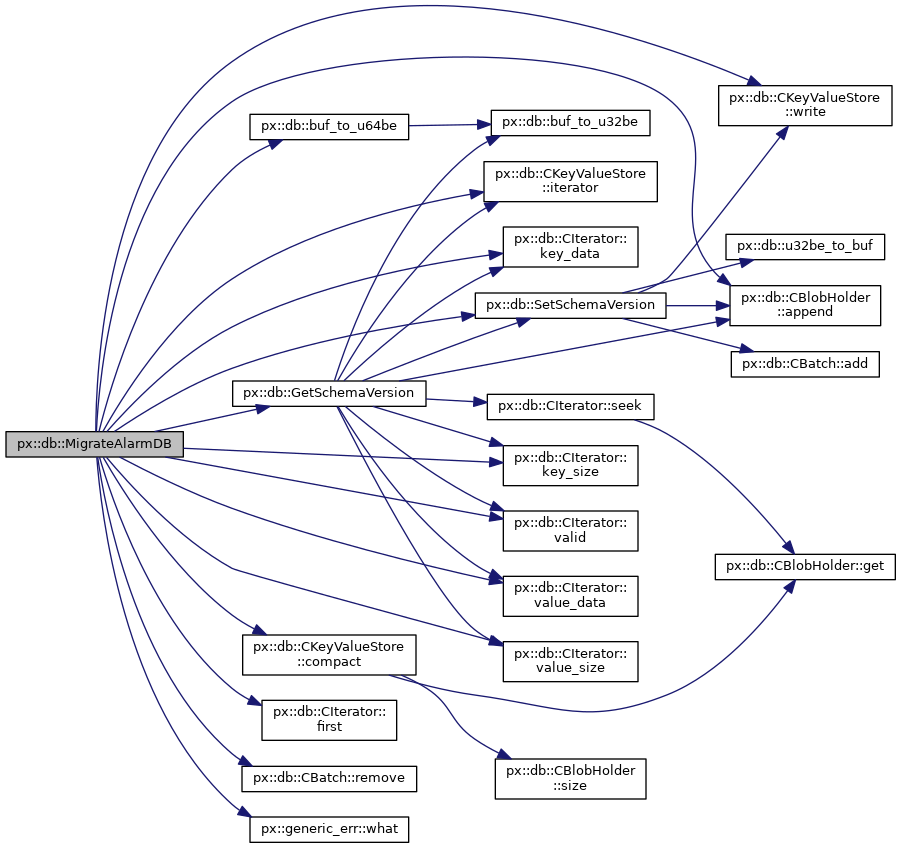 px::db::CKeyValueStore
::write
px::db::buf_to_u64be
px::db::buf_to_u32be
px::db::CKeyValueStore
::iterator
px::db::CIterator::
key_data
px::db::u32be_to_buf
px::db::SetSchemaVersion
px::db::CBlobHolder
::append
px::db::CBatch::add
px::db::GetSchemaVersion
px::db::CIterator::seek
px::db::MigrateAlarmDB
px::db::CIterator::
key_size
px::db::CIterator::
valid
px::db::CBlobHolder::get
px::db::CIterator::
value_data
px::db::CKeyValueStore
::compact
px::db::CIterator::
value_size
px::db::CIterator::
first
px::db::CBatch::remove
px::db::CBlobHolder
::size
px::generic_err::what